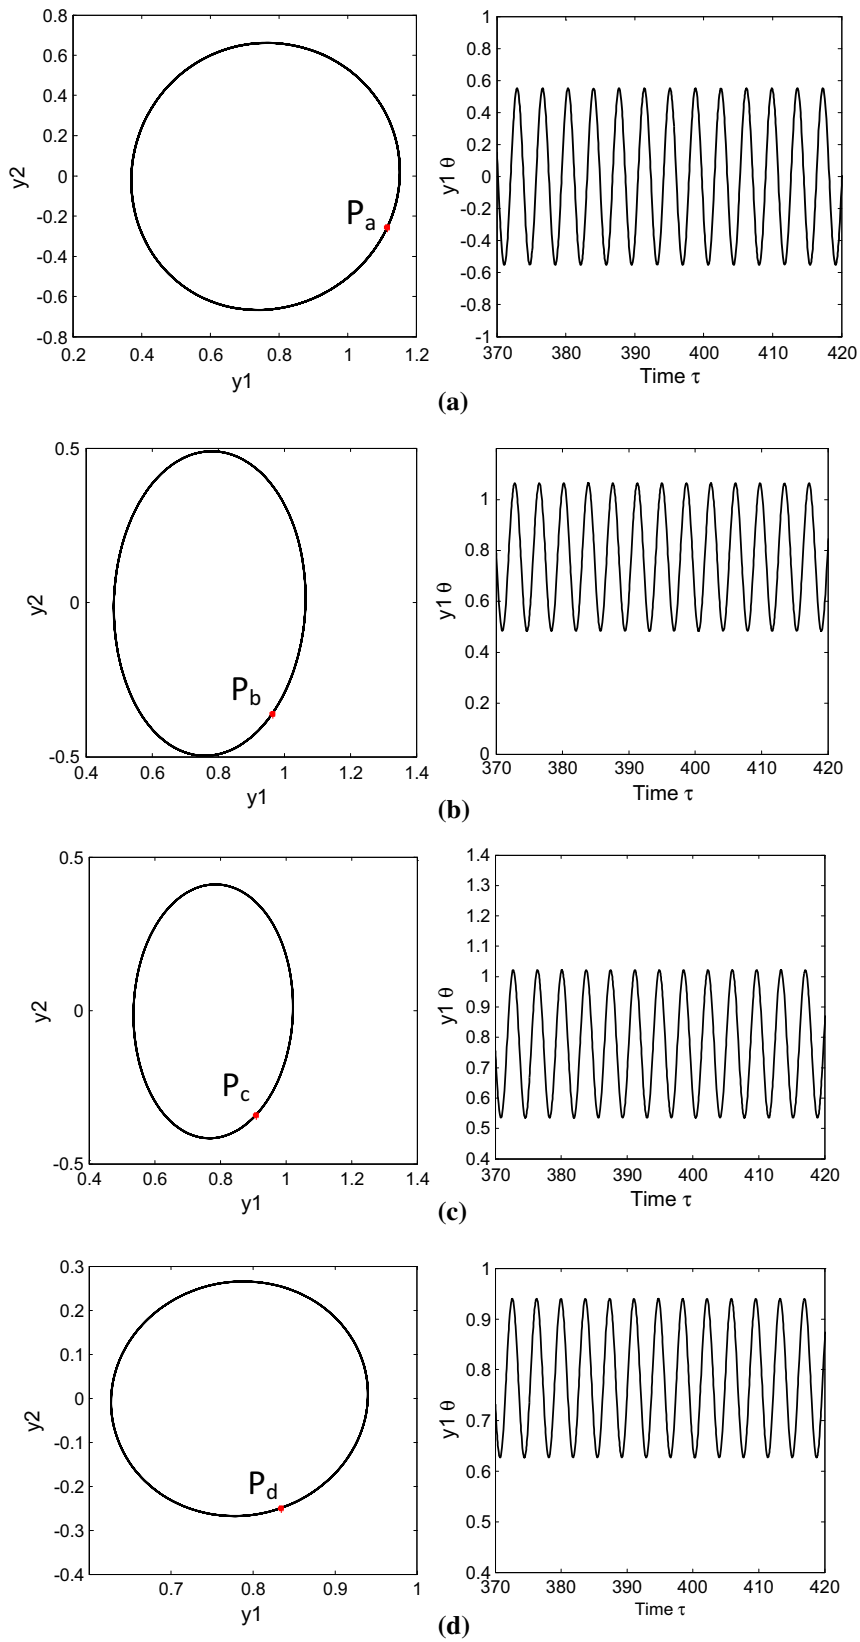 0.8
0.6
0.4
0.2
0
-0.2
-0.4
-0.6
-0.8
0.2 0.4 0.6 0.8 1 1.2
y2
y1
Pa
1
0.8
0.6
0.4
0.2
0
-0.2
-0.4
-0.6
-0.8
-1
370 380 390 400 410 420
y1 θ
Time τ
(a)
0.5
0
-0.5
0.4 0.6 0.8 1 1.2 1.4
y2
y1
Pb
1
0.8
0.6
0.4
0.2
0
370 380 390 400 410 420
y1 θ
Time τ
(b)
0.5
0
-0.5
0.4 0.6 0.8 1 1.2 1.4
y2
y1
Pc
1.4
1.3
1.2
1.1
1
0.9
0.8
0.7
0.6
0.5
0.4
370 380 390 400 410 420
y1 θ
Time τ
(c)
0.3
0.2
0.1
0
-0.1
-0.2
-0.3
-0.4
0.7 0.8 0.9 1
y2
y1
Pd
1
0.9
0.8
0.7
0.6
0.5
0.4
370 380 390 400 410 420
y1 θ
Time τ
(d)